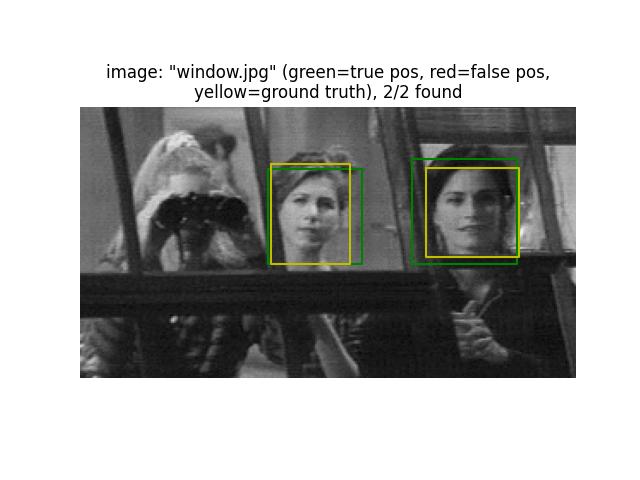 image: "window.jpg" (green=true pos, red=false pos,
yellow=ground truth), 2/2 found